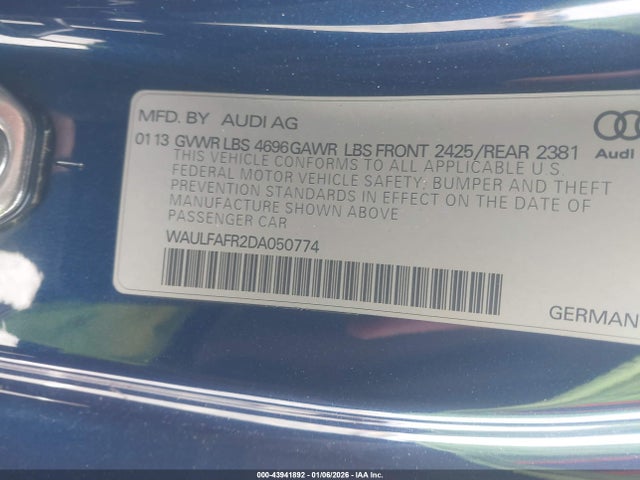 MFD. BY AUDI AG
01 13 GVWR LBS 4696 GAWR LBS FRONT 2425/REAR 2381
THIS VEHICLE CONFORMS TO ALL APPLICABLE U.S.
FEDERAL MOTOR VEHICLE SAFETY; BUMPER AND THEFT
PREVENTION STANDARDS IN EFFECT ON THE DATE OF
MANUFACTURE SHOWN ABOVE
PASSENGER CAR
WAULFAFR2DA050774
Audi
GERMAN
00-43941892 - 01/06/2026 - IAA Inc.